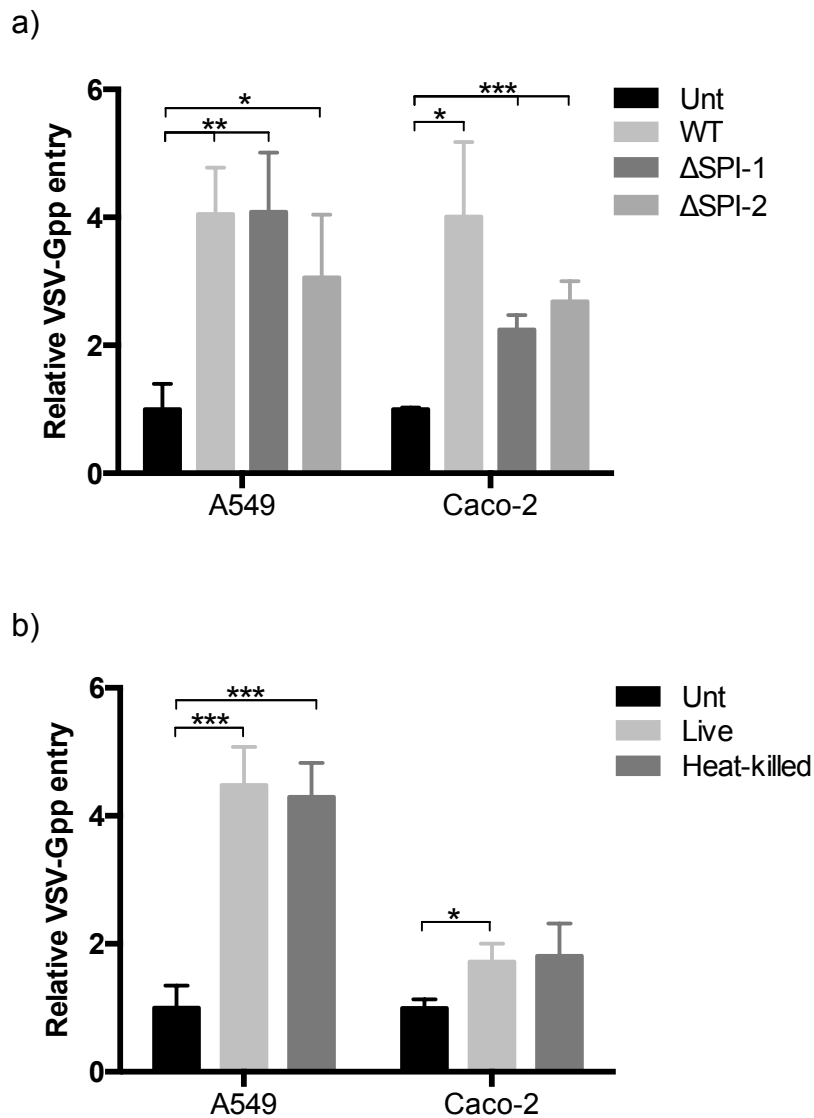 a)
Relative VSV-Gpp entry
6
4
2
0
*
**
***
*
Unt
WT
ΔSPI-1
ΔSPI-2
A549
Caco-2
b)
Relative VSV-Gpp entry
6
4
2
0
***
***
*
Unt
Live
Heat-killed
A549
Caco-2